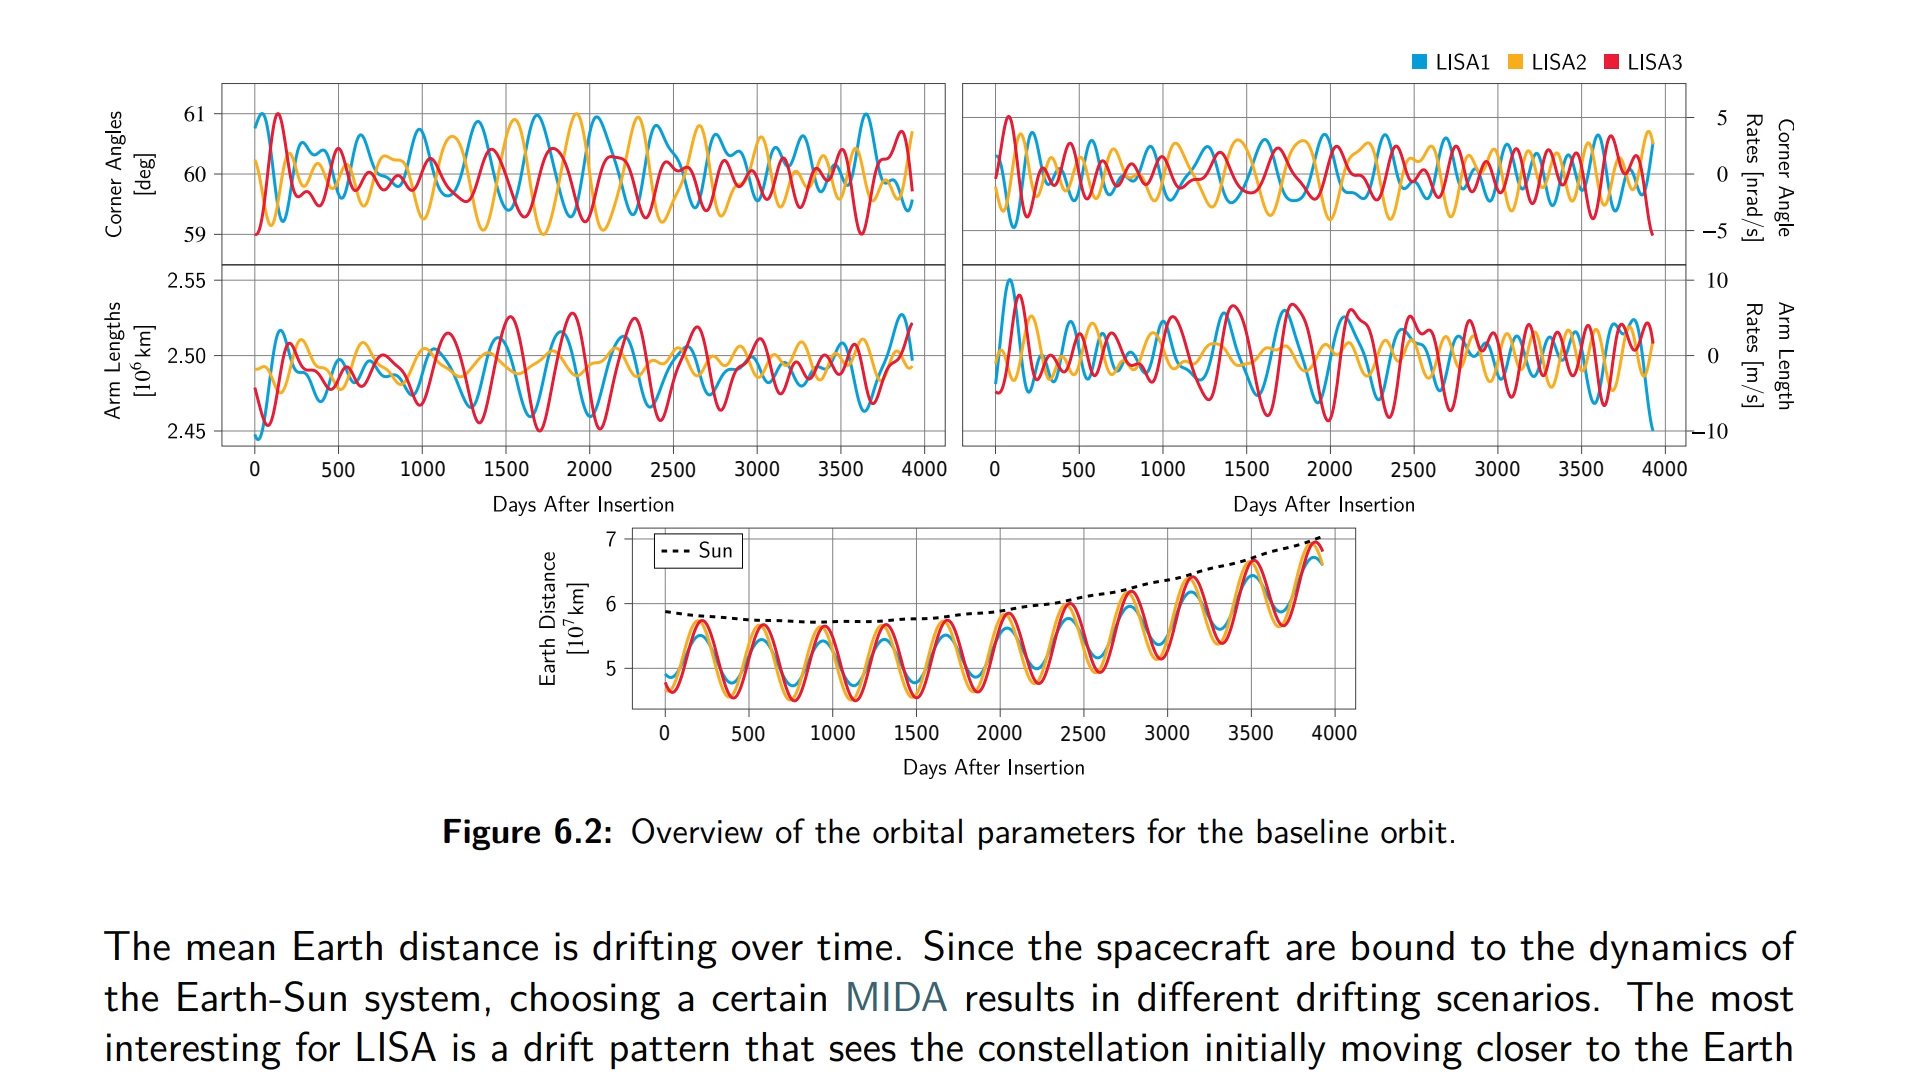 LISA1 LISA2 LISA3
Corner Angles
[deg]
61
60
59
5
0
−5
Corner Angle
Rates [nrad/s]
Arm Lengths
[10⁶ km]
2.55
2.50
2.45
10
0
−10
Arm Length
Rates [m/s]
0 500 1000 1500 2000 2500 3000 3500 4000
0 500 1000 1500 2000 2500 3000 3500 4000
Days After Insertion
Days After Insertion
Earth Distance
[10⁷ km]
7
6
5
Sun
0 500 1000 1500 2000 2500 3000 3500 4000
Days After Insertion
Figure 6.2: Overview of the orbital parameters for the baseline orbit.
The mean Earth distance is drifting over time. Since the spacecraft are bound to the dynamics of
the Earth-Sun system, choosing a certain MIDA results in different drifting scenarios. The most
interesting for LISA is a drift pattern that sees the constellation initially moving closer to the Earth